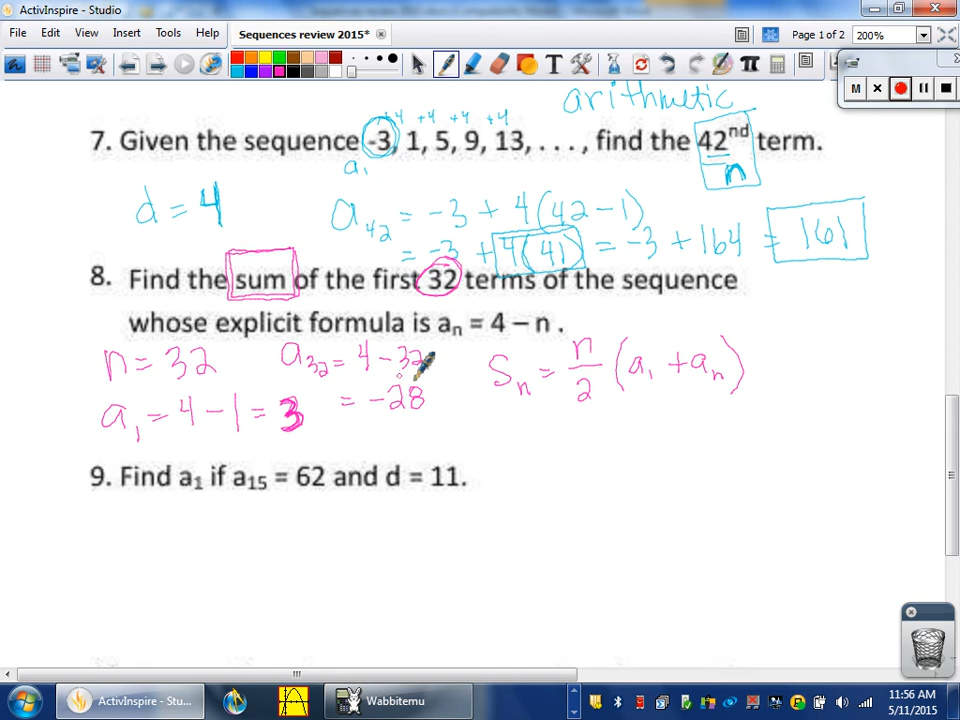 ActivInspire - Studio
File Edit View Insert Tools Help
Sequences review 2015*
Page 1 of 2 200%
M
arithmetic
+4 +4 +4 +4
7. Given the sequence -3, 1, 5, 9, 13, . . . , find the 42nd term.
a₁
n
d = 4
a₄₂ = -3 + 4(42-1)
= -3 + 4(41) = -3 + 164 = 161
8. Find the sum of the first 32 terms of the sequence
whose explicit formula is aₙ = 4 – n .
n = 32
a₃₂ = 4 - 32
Sₙ = n/2 (a₁ + aₙ)
= -28
a₁ = 4 - 1 = 3
9. Find a₁ if a₁₅ = 62 and d = 11.
ActivInspire - Stu...
Wabbitemu
11:56 AM
5/11/2015